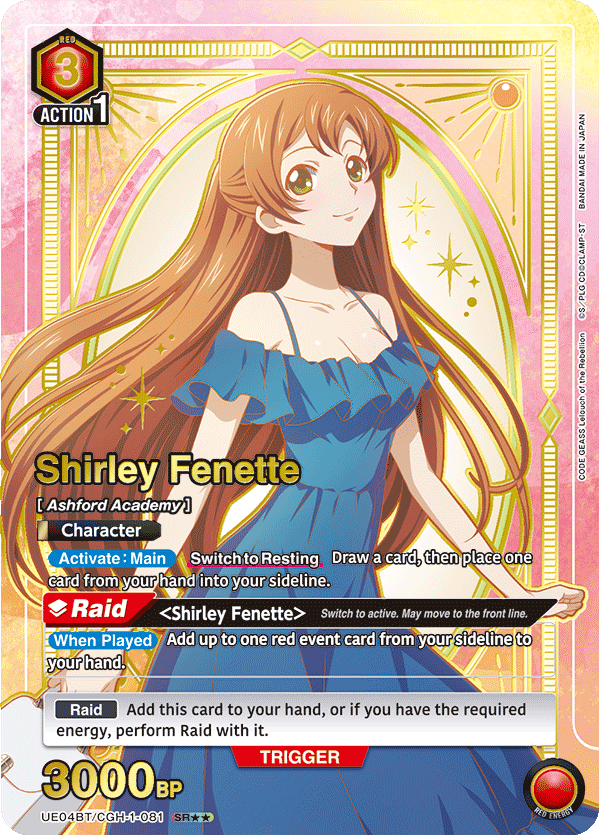 RED
3
ACTION 1
CODE GEASS Lelouch of the Rebellion ©S/PLG CD©CLAMP·ST BANDAI MADE IN JAPAN
Shirley Fenette
[ Ashford Academy ]
Character
Activate: Main Switch to Resting Draw a card, then place one
card from your hand into your sideline.
Raid <Shirley Fenette> Switch to active. May move to the front line.
When Played Add up to one red event card from your sideline to
your hand.
Raid Add this card to your hand, or if you have the required
energy, perform Raid with it.
TRIGGER
3000BP
UE04BT/CGH-1-081 SR★★
RED ENERGY